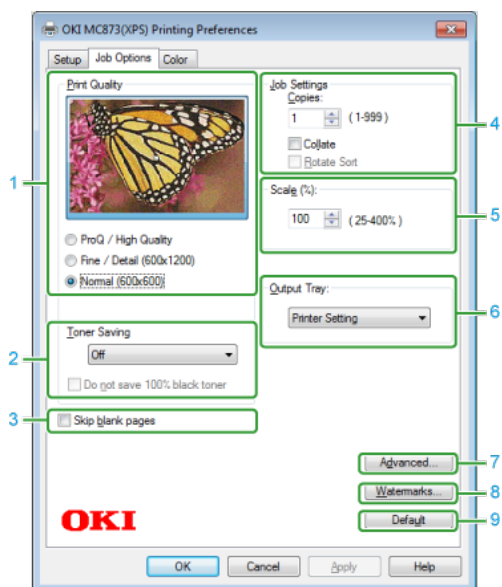 OKI MC873(XPS) Printing Preferences
Setup
Job Options
Color
Print Quality
1
ProQ / High Quality
Fine / Detail (600x1200)
Normal (600x600)
Toner Saving
2
Off
Do not save 100% black toner
3
Skip blank pages
Job Settings
Copies:
4
1 (1-999)
Collate
Rotate Sort
Scale (%):
5
100 (25-400%)
Output Tray:
6
Printer Setting
Advanced... 7
Watermarks... 8
Default 9
OKI
OK Cancel Apply Help